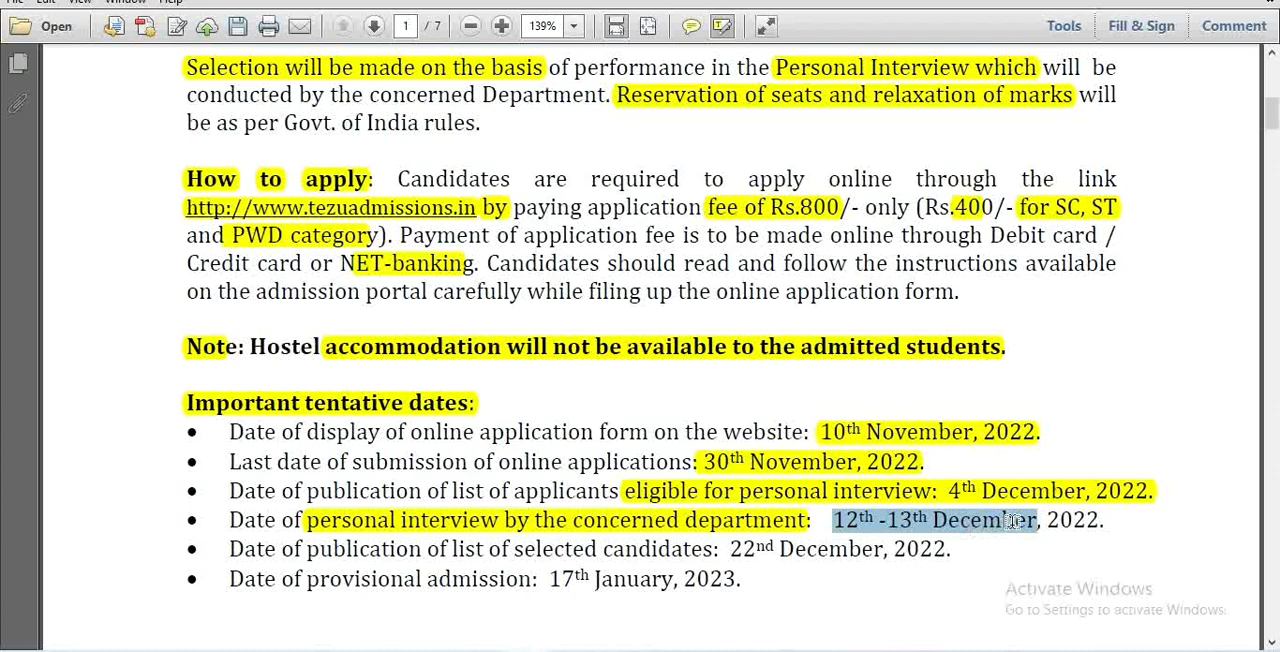 File Edit View Window Help
Open 1 / 7 139% Tools Fill & Sign Comment
Selection will be made on the basis of performance in the Personal Interview which will be
conducted by the concerned Department. Reservation of seats and relaxation of marks will
be as per Govt. of India rules.
How to apply: Candidates are required to apply online through the link
http://www.tezuadmissions.in by paying application fee of Rs.800/- only (Rs.400/- for SC, ST
and PWD category). Payment of application fee is to be made online through Debit card /
Credit card or NET-banking. Candidates should read and follow the instructions available
on the admission portal carefully while filing up the online application form.
Note: Hostel accommodation will not be available to the admitted students.
Important tentative dates:
• Date of display of online application form on the website: 10th November, 2022.
• Last date of submission of online applications: 30th November, 2022.
• Date of publication of list of applicants eligible for personal interview: 4th December, 2022.
• Date of personal interview by the concerned department: 12th -13th December, 2022.
• Date of publication of list of selected candidates: 22nd December, 2022.
• Date of provisional admission: 17th January, 2023.
Activate Windows
Go to Settings to activate Windows.